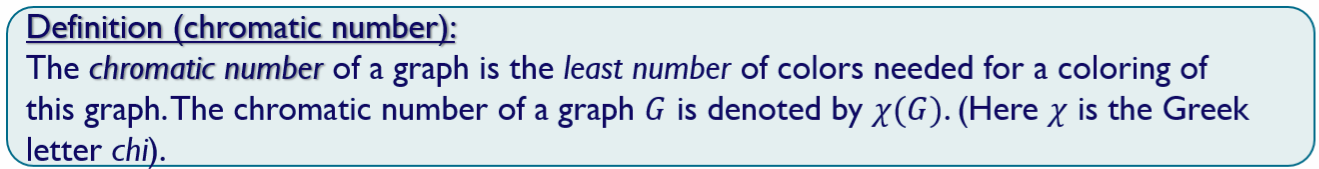 Definition (chromatic number):
The chromatic number of a graph is the least number of colors needed for a coloring of
this graph. The chromatic number of a graph 𝐺 is denoted by 𝜒(𝐺). (Here 𝜒 is the Greek
letter chi).